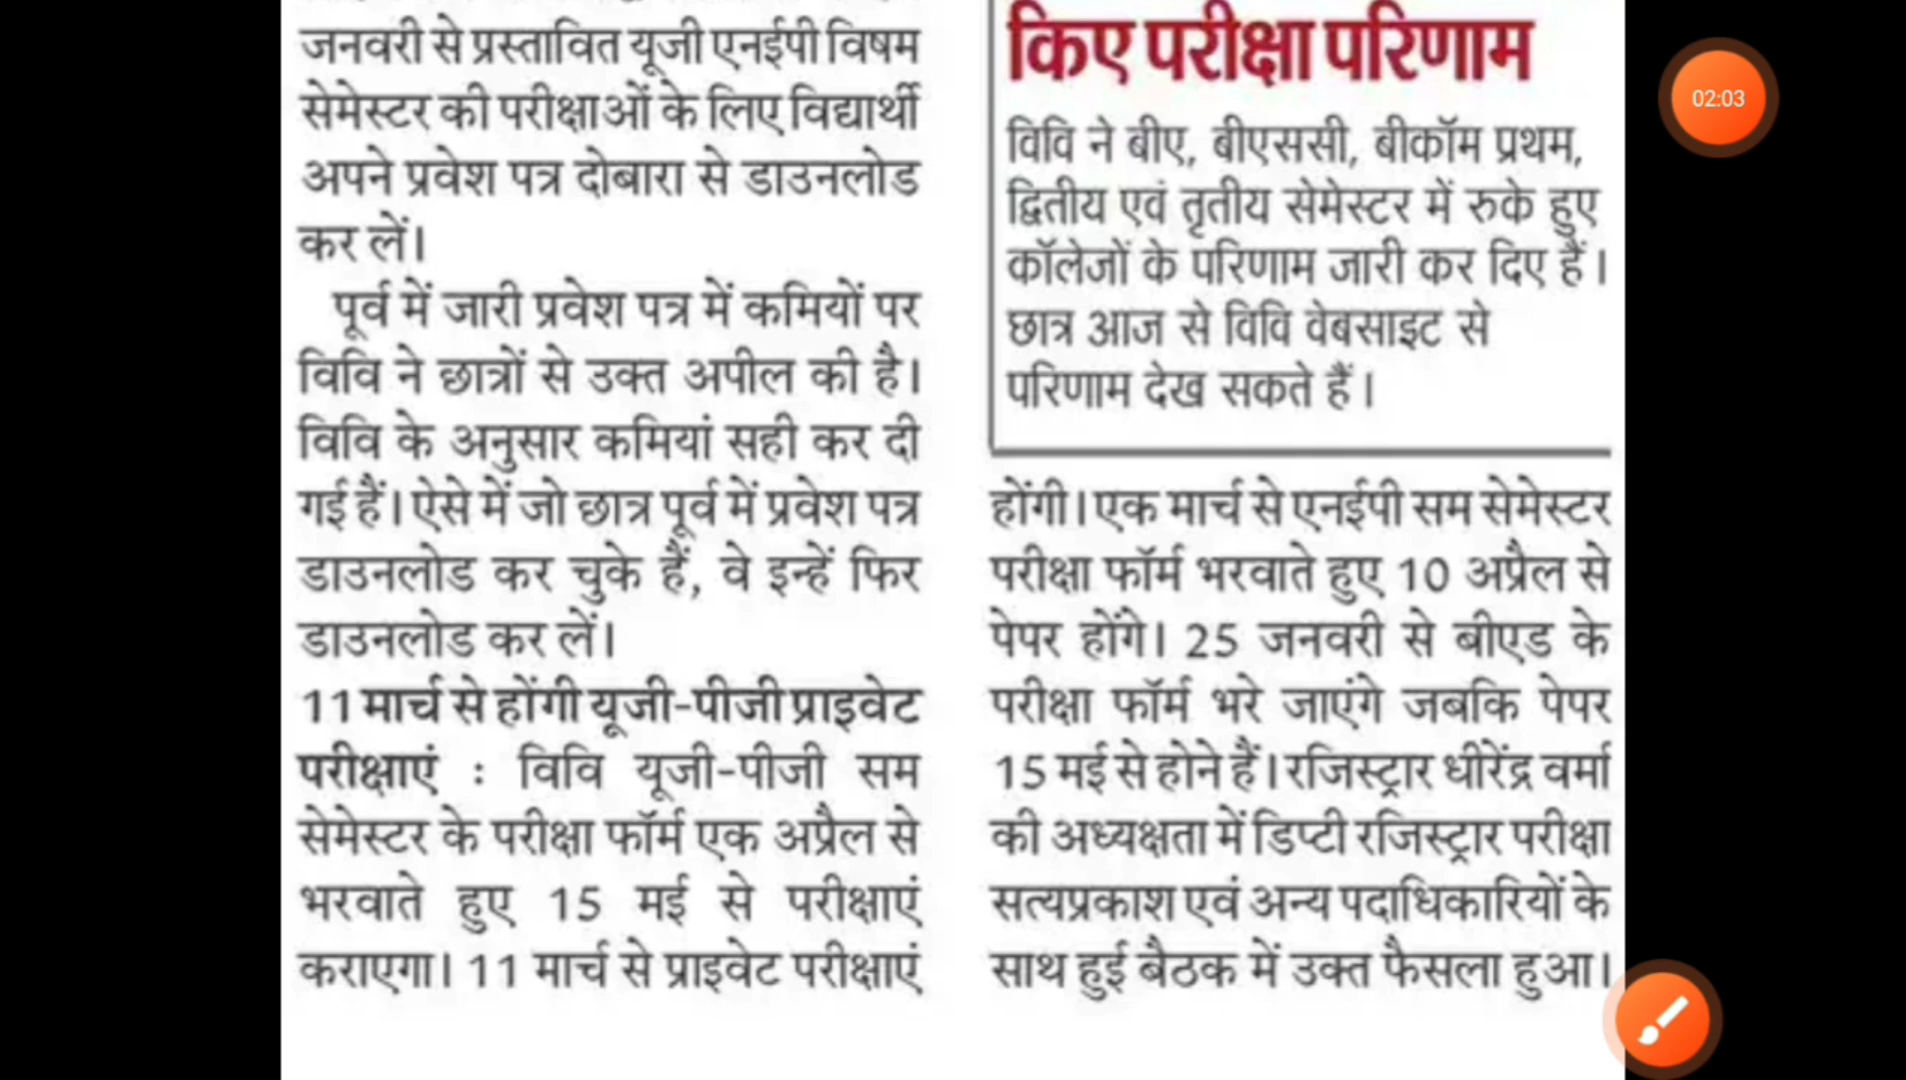 जनवरी से प्रस्तावित यूजी एनईपी विषम
सेमेस्टर की परीक्षाओं के लिए विद्यार्थी
अपने प्रवेश पत्र दोबारा से डाउनलोड
कर लें।
पूर्व में जारी प्रवेश पत्र में कमियों पर
विवि ने छात्रों से उक्त अपील की है।
विवि के अनुसार कमियां सही कर दी
गई हैं। ऐसे में जो छात्र पूर्व में प्रवेश पत्र
डाउनलोड कर चुके हैं, वे इन्हें फिर
डाउनलोड कर लें।
11 मार्च से होंगी यूजी-पीजी प्राइवेट
परीक्षाएं : विवि यूजी-पीजी सम
सेमेस्टर के परीक्षा फॉर्म एक अप्रैल से
भरवाते हुए 15 मई से परीक्षाएं
कराएगा। 11 मार्च से प्राइवेट परीक्षाएं
किए परीक्षा परिणाम
विवि ने बीए, बीएससी, बीकॉम प्रथम,
द्वितीय एवं तृतीय सेमेस्टर में रुके हुए
कॉलेजों के परिणाम जारी कर दिए हैं।
छात्र आज से विवि वेबसाइट से
परिणाम देख सकते हैं।
होंगी। एक मार्च से एनईपी सम सेमेस्टर
परीक्षा फॉर्म भरवाते हुए 10 अप्रैल से
पेपर होंगे। 25 जनवरी से बीएड के
परीक्षा फॉर्म भरे जाएंगे जबकि पेपर
15 मई से होने हैं। रजिस्ट्रार धीरेंद्र वर्मा
की अध्यक्षता में डिप्टी रजिस्ट्रार परीक्षा
सत्यप्रकाश एवं अन्य पदाधिकारियों के
साथ हुई बैठक में उक्त फैसला हुआ।
02:03